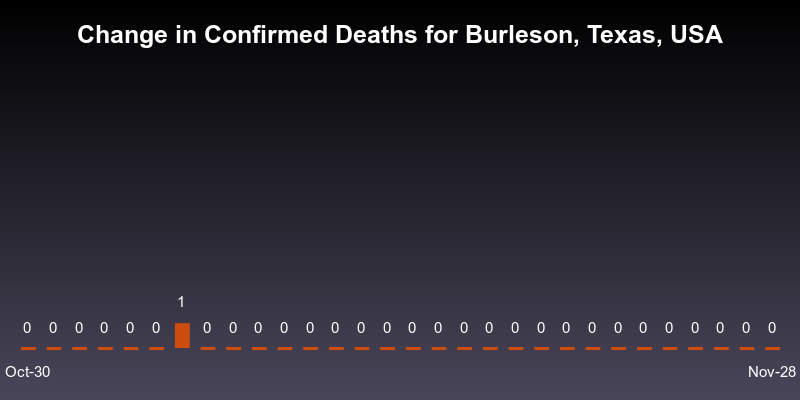 Change in Confirmed Deaths for Burleson, Texas, USA
1
0 0 0 0 0 0 0 0 0 0 0 0 0 0 0 0 0 0 0 0 0 0 0 0 0 0 0 0 0
Oct-30 Nov-28